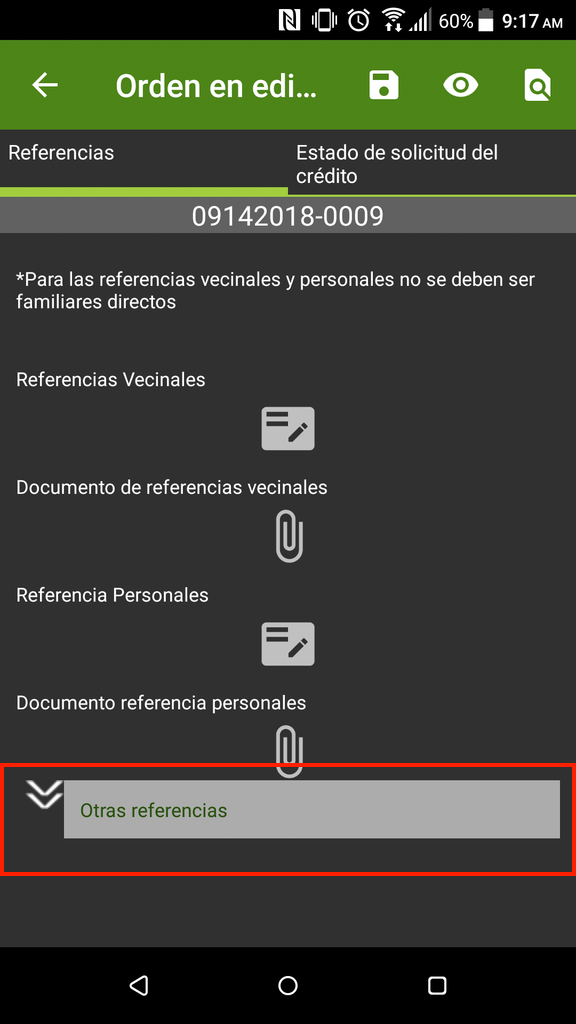 60%
9:17 AM
Orden en edi...
Referencias
Estado de solicitud del
crédito
09142018-0009
*Para las referencias vecinales y personales no se deben ser
familiares directos
Referencias Vecinales
Documento de referencias vecinales
Referencia Personales
Documento referencia personales
Otras referencias